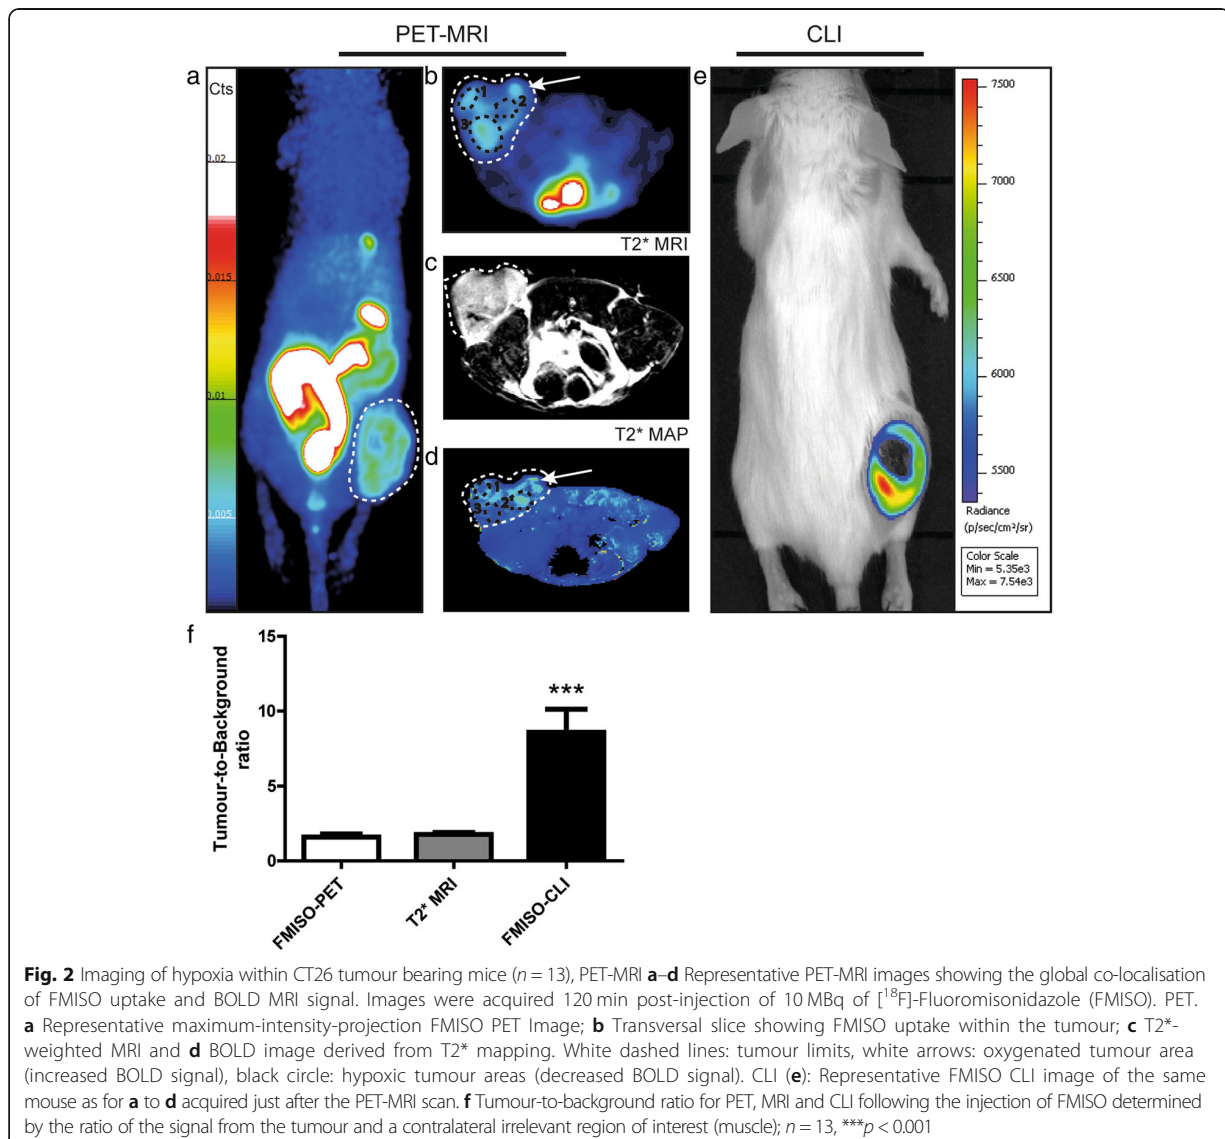 PET-MRI
CLI
a
Cts
0.02
0.015
0.01
0.005
b
1
2
3
T2* MRI
c
T2* MAP
d
1
2
3
e
7500
7000
6500
6000
5500
Radiance
(p/sec/cm²/sr)
Color Scale
Min = 5.35e3
Max = 7.54e3
f
Tumour-to-Background
ratio
15
10
5
0
***
FMISO-PET
T2* MRI
FMISO-CLI
Fig. 2 Imaging of hypoxia within CT26 tumour bearing mice (n = 13), PET-MRI a–d Representative PET-MRI images showing the global co-localisation
of FMISO uptake and BOLD MRI signal. Images were acquired 120 min post-injection of 10 MBq of [¹⁸F]-Fluoromisonidazole (FMISO). PET.
a Representative maximum-intensity-projection FMISO PET Image; b Transversal slice showing FMISO uptake within the tumour; c T2*-
weighted MRI and d BOLD image derived from T2* mapping. White dashed lines: tumour limits, white arrows: oxygenated tumour area
(increased BOLD signal), black circle: hypoxic tumour areas (decreased BOLD signal). CLI (e): Representative FMISO CLI image of the same
mouse as for a to d acquired just after the PET-MRI scan. f Tumour-to-background ratio for PET, MRI and CLI following the injection of FMISO determined
by the ratio of the signal from the tumour and a contralateral irrelevant region of interest (muscle); n = 13, ***p < 0.001